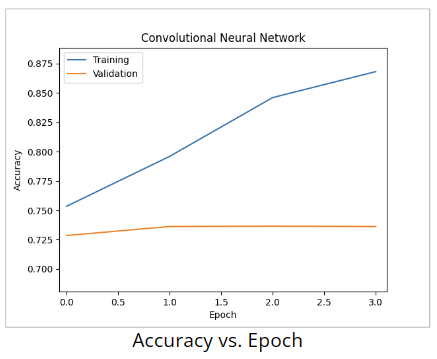 Convolutional Neural Network
Training
Validation
0.875
0.850
0.825
0.800
0.775
0.750
0.725
0.700
Accuracy
0.0 0.5 1.0 1.5 2.0 2.5 3.0
Epoch
Accuracy vs. Epoch